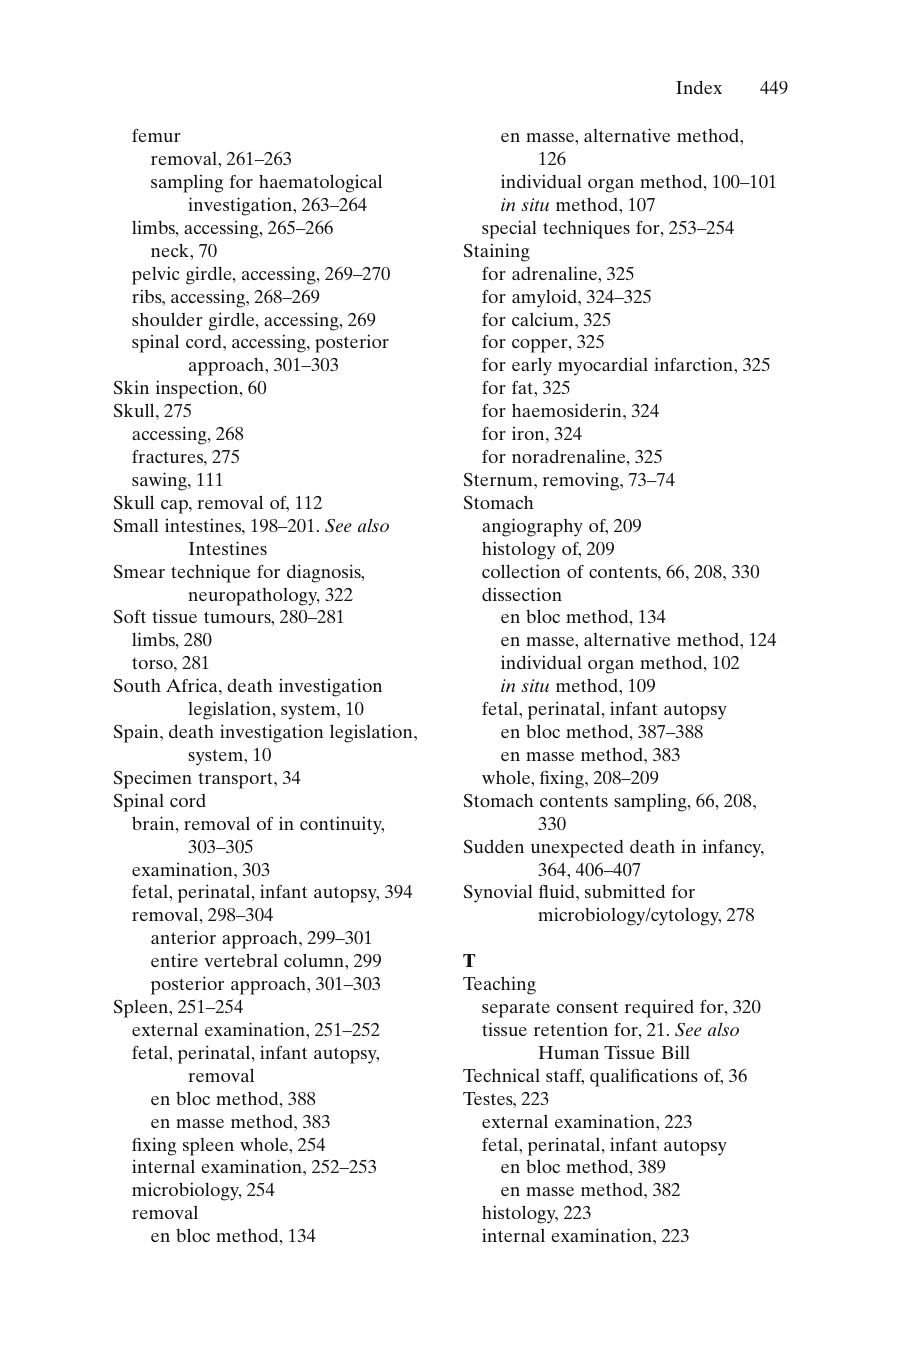 Index 449
femur
removal, 261–263
sampling for haematological
investigation, 263–264
limbs, accessing, 265–266
neck, 70
pelvic girdle, accessing, 269–270
ribs, accessing, 268–269
shoulder girdle, accessing, 269
spinal cord, accessing, posterior
approach, 301–303
Skin inspection, 60
Skull, 275
accessing, 268
fractures, 275
sawing, 111
Skull cap, removal of, 112
Small intestines, 198–201. See also
Intestines
Smear technique for diagnosis,
neuropathology, 322
Soft tissue tumours, 280–281
limbs, 280
torso, 281
South Africa, death investigation
legislation, system, 10
Spain, death investigation legislation,
system, 10
Specimen transport, 34
Spinal cord
brain, removal of in continuity,
303–305
examination, 303
fetal, perinatal, infant autopsy, 394
removal, 298–304
anterior approach, 299–301
entire vertebral column, 299
posterior approach, 301–303
Spleen, 251–254
external examination, 251–252
fetal, perinatal, infant autopsy,
removal
en bloc method, 388
en masse method, 383
fixing spleen whole, 254
internal examination, 252–253
microbiology, 254
removal
en bloc method, 134
en masse, alternative method,
126
individual organ method, 100–101
in situ method, 107
special techniques for, 253–254
Staining
for adrenaline, 325
for amyloid, 324–325
for calcium, 325
for copper, 325
for early myocardial infarction, 325
for fat, 325
for haemosiderin, 324
for iron, 324
for noradrenaline, 325
Sternum, removing, 73–74
Stomach
angiography of, 209
histology of, 209
collection of contents, 66, 208, 330
dissection
en bloc method, 134
en masse, alternative method, 124
individual organ method, 102
in situ method, 109
fetal, perinatal, infant autopsy
en bloc method, 387–388
en masse method, 383
whole, fixing, 208–209
Stomach contents sampling, 66, 208,
330
Sudden unexpected death in infancy,
364, 406–407
Synovial fluid, submitted for
microbiology/cytology, 278
T
Teaching
separate consent required for, 320
tissue retention for, 21. See also
Human Tissue Bill
Technical staff, qualifications of, 36
Testes, 223
external examination, 223
fetal, perinatal, infant autopsy
en bloc method, 389
en masse method, 382
histology, 223
internal examination, 223